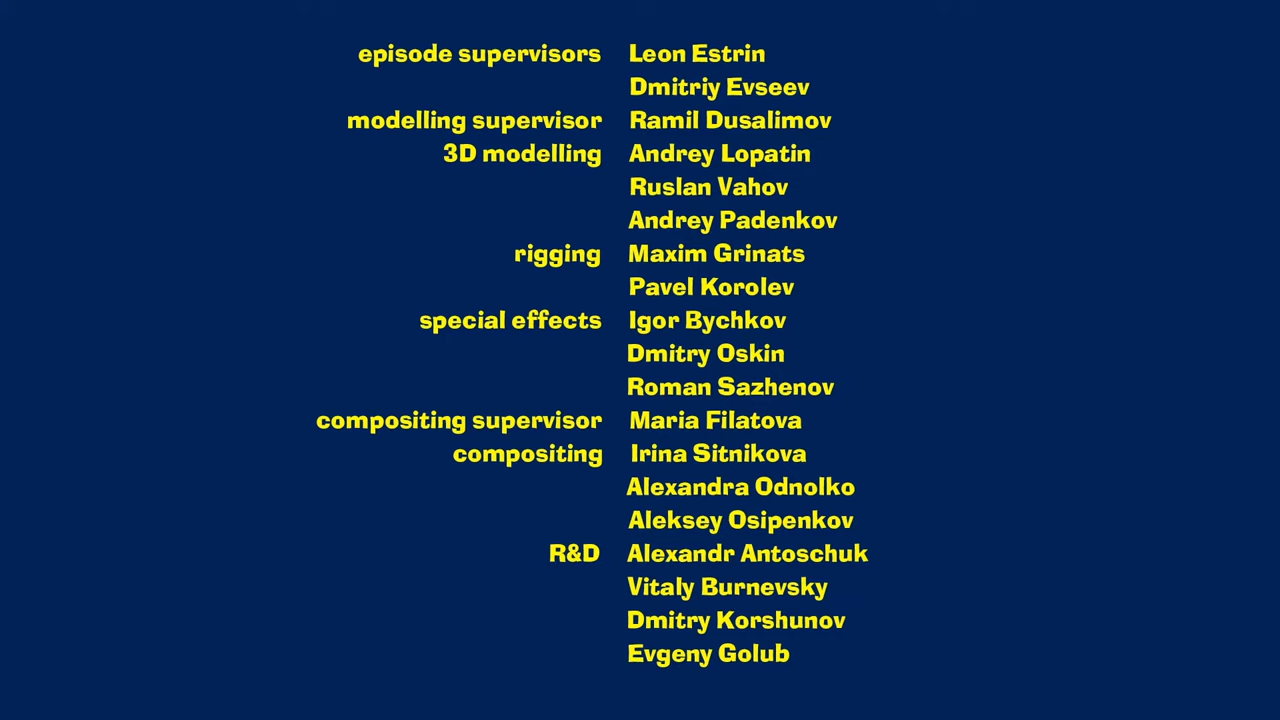 episode supervisors Leon Estrin
Dmitriy Evseev
modelling supervisor Ramil Dusalimov
3D modelling Andrey Lopatin
Ruslan Vahov
Andrey Padenkov
rigging Maxim Grinats
Pavel Korolev
special effects Igor Bychkov
Dmitry Oskin
Roman Sazhenov
compositing supervisor Maria Filatova
compositing Irina Sitnikova
Alexandra Odnolko
Aleksey Osipenkov
R&D Alexandr Antoschuk
Vitaly Burnevsky
Dmitry Korshunov
Evgeny Golub